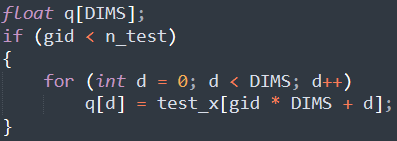 float q[DIMS];
if (gid < n_test)
{
    for (int d = 0; d < DIMS; d++)
        q[d] = test_x[gid * DIMS + d];
}